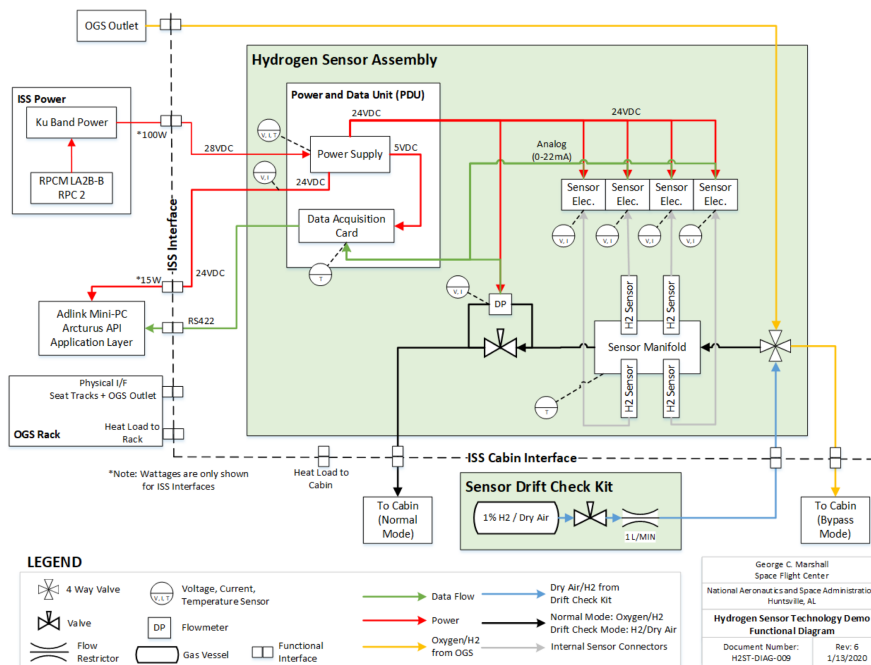 OGS Outlet
Hydrogen Sensor Assembly
ISS Power
Ku Band Power
*100W
28VDC
RPCM LA2B-B
RPC 2
ISS Interface
Power and Data Unit (PDU)
24VDC
V, I, T
Power Supply
5VDC
V, I
24VDC
Data Acquisition
Card
T
24VDC
Analog
(0-22mA)
Sensor
Elec.
Sensor
Elec.
Sensor
Elec.
Sensor
Elec.
V, I
V, I
V, I
V, I
*15W
24VDC
Adlink Mini-PC
Arcturus API
Application Layer
RS422
V, I
DP
H2 Sensor
H2 Sensor
Sensor Manifold
H2 Sensor
H2 Sensor
T
Physical I/F
Seat Tracks + OGS Outlet
Heat Load to
Rack
OGS Rack
ISS Cabin Interface
*Note: Wattages are only shown
for ISS Interfaces
Heat Load to
Cabin
To Cabin
(Normal
Mode)
Sensor Drift Check Kit
1% H2 / Dry Air
1 L/MIN
To Cabin
(Bypass
Mode)
LEGEND
4 Way Valve
Valve
Flow
Restrictor
V, I, T
Voltage, Current,
Temperature Sensor
DP
Flowmeter
Gas Vessel
Functional
Interface
Data Flow
Power
Oxygen/H2
from OGS
Dry Air/H2 from
Drift Check Kit
Normal Mode: Oxygen/H2
Drift Check Mode: H2/Dry Air
Internal Sensor Connectors
George C. Marshall
Space Flight Center
National Aeronautics and Space Administratio
Huntsville, AL
Hydrogen Sensor Technology Demo
Functional Diagram
Document Number:
H2ST-DIAG-009
Rev: 6
1/13/2020